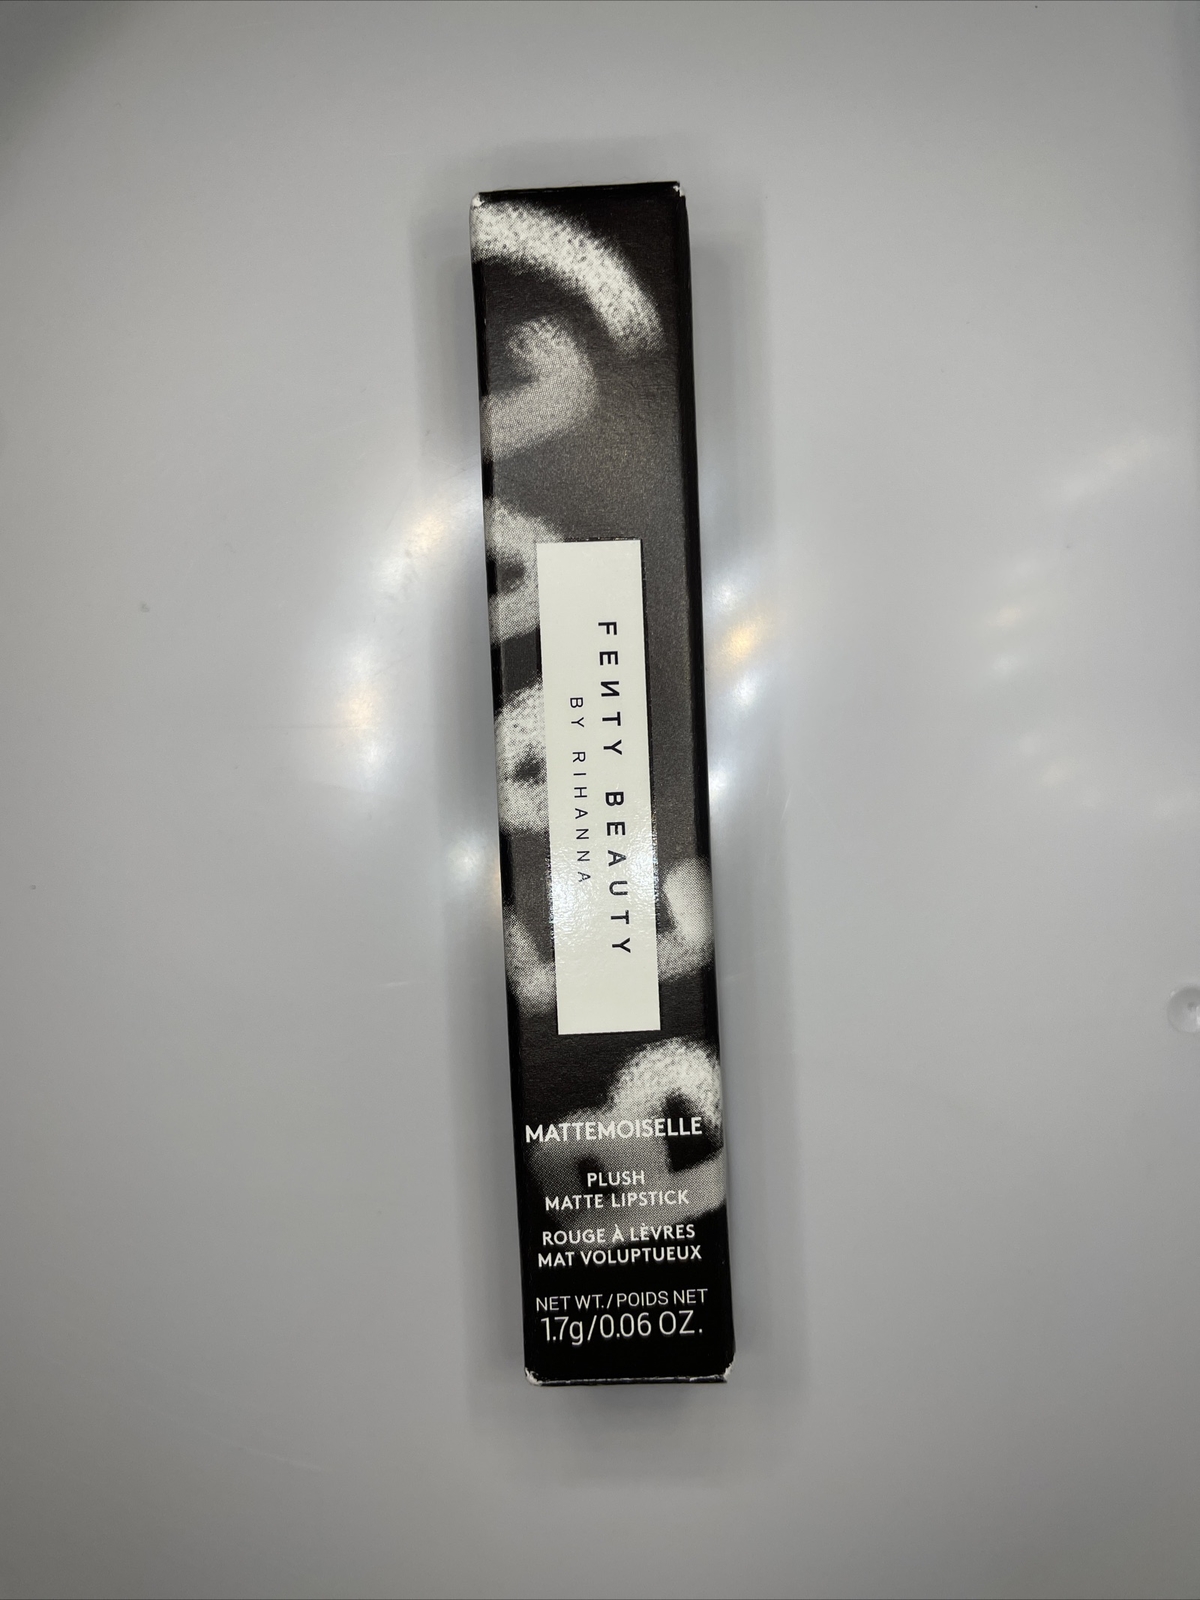 FENTY BEAUTY
BY RIHANNA
MATTEMOISELLE
PLUSH
MATTE LIPSTICK
ROUGE À LÈVRES
MAT VOLUPTUEUX
NET WT./POIDS NET
1.7g/0.06 OZ.